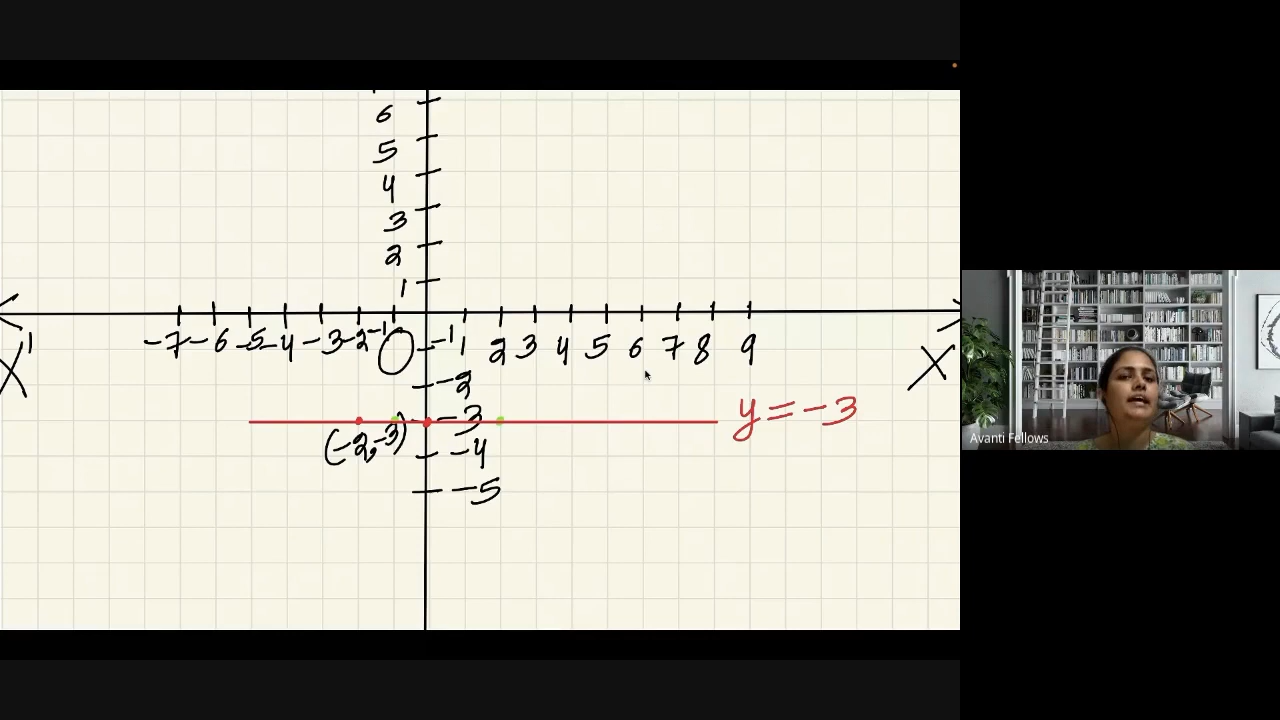 6
5
4
3
2
1
-7 -6 -5 -4 -3 -2 -1 O -1 1 2 3 4 5 6 7 8 9
X' X
-2
-3
y = -3
(-2, -3)
-4
-5
Avanti Fellows